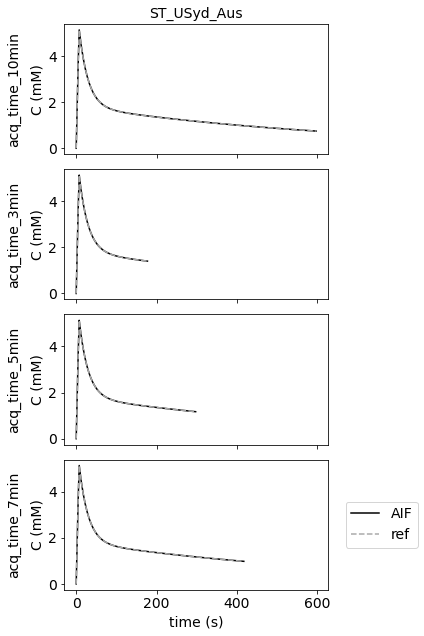 ST_USyd_Aus
acq_time_10min
C (mM)
4
2
0
acq_time_3min
C (mM)
4
2
0
acq_time_5min
C (mM)
4
2
0
acq_time_7min
C (mM)
4
2
0
0 200 400 600
time (s)
AIF
ref